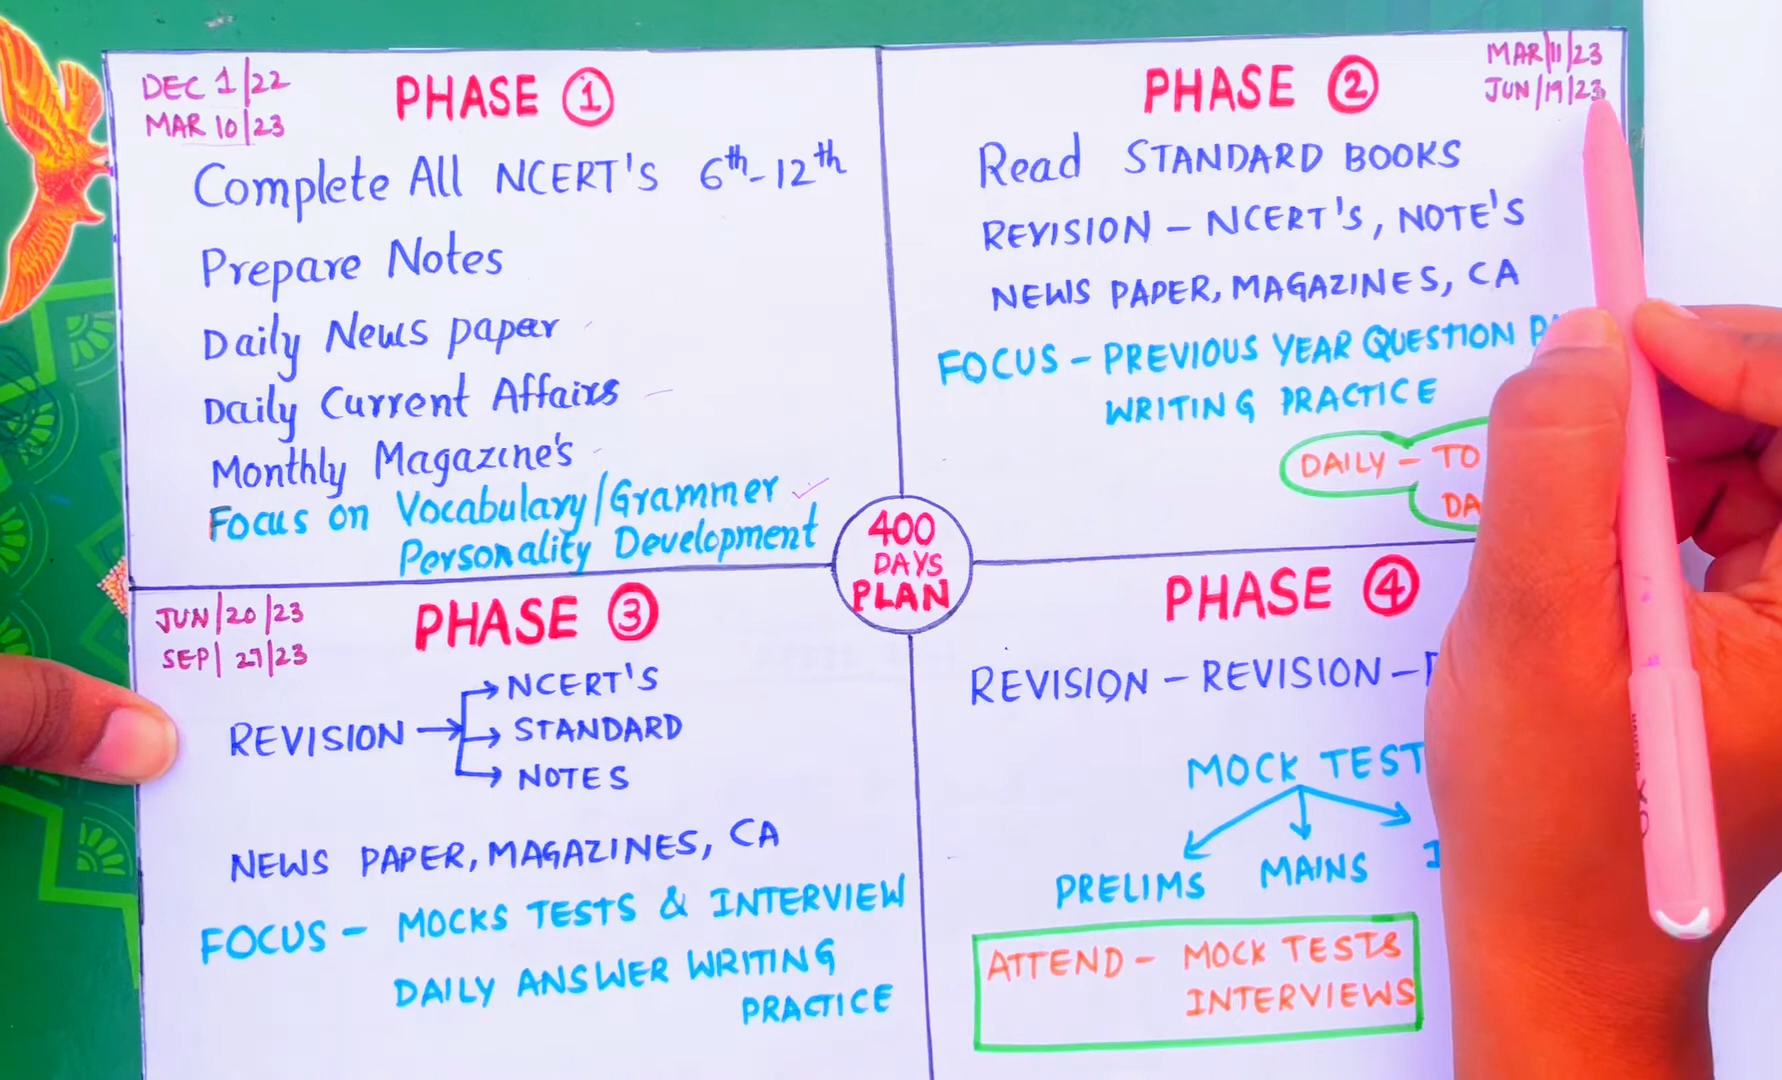 DEC 1/22
MAR 10/23
PHASE 1
Complete All NCERT'S 6th-12th
Prepare Notes
Daily News paper
Daily Current Affairs
Monthly Magazine's
Focus on Vocabulary/Grammer
Personality Development
MAR/11/23
JUN/19/23
PHASE 2
Read STANDARD BOOKS
REVISION - NCERT'S, NOTE'S
NEWS PAPER, MAGAZINES, CA
FOCUS - PREVIOUS YEAR QUESTION
WRITING PRACTICE
DAILY - TO
DA
400
DAYS
PLAN
JUN/20/23
SEP/27/23
PHASE 3
REVISION → NCERT'S
→ STANDARD
→ NOTES
NEWS PAPER, MAGAZINES, CA
FOCUS - MOCKS TESTS & INTERVIEW
DAILY ANSWER WRITING
PRACTICE
PHASE 4
REVISION - REVISION -
MOCK TEST
PRELIMS MAINS
ATTEND - MOCK TESTS
INTERVIEWS